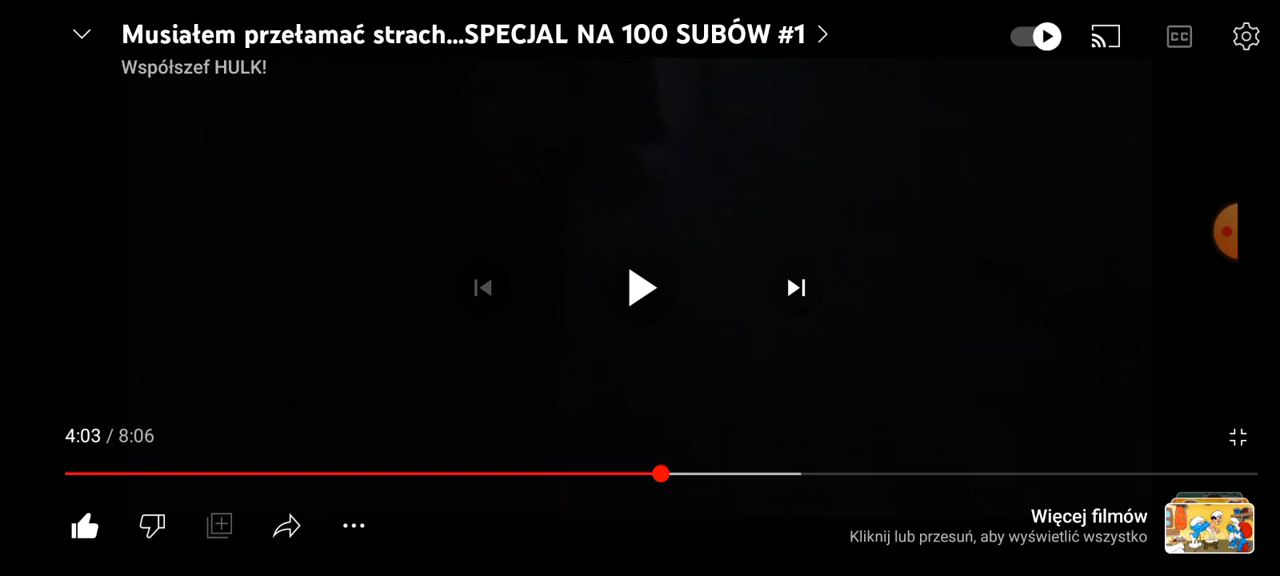 Musiałem przełamać strach...SPECJAL NA 100 SUBÓW #1
Współszef HULK!
CC
4:03 / 8:06
Więcej filmów
Kliknij lub przesuń, aby wyświetlić wszystko